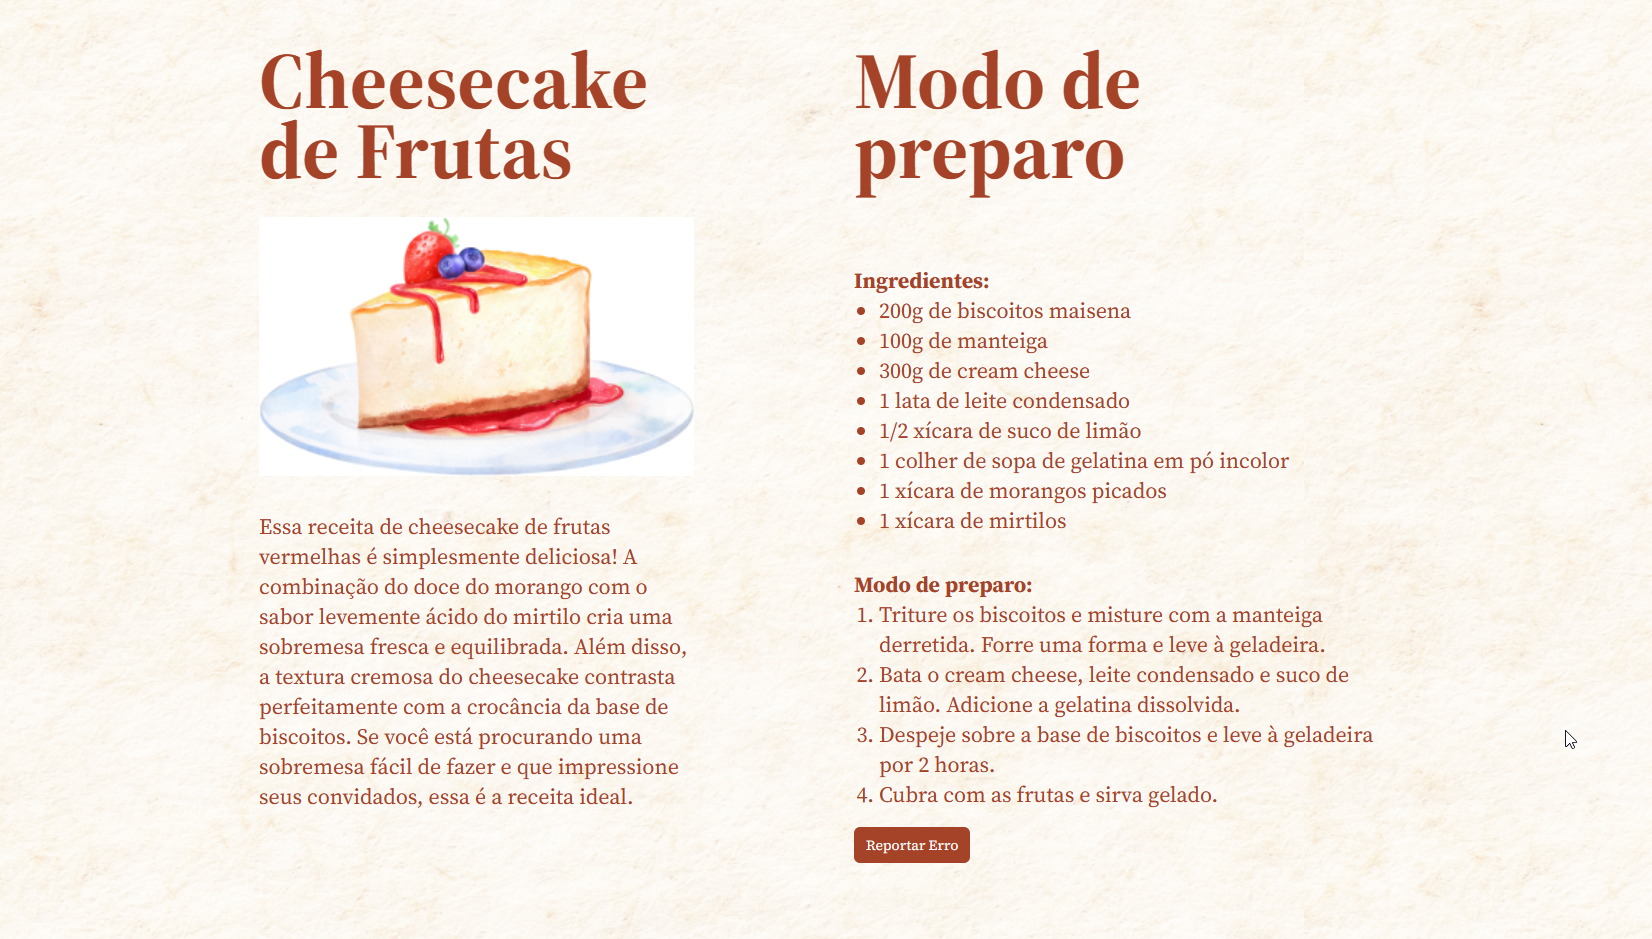 Cheesecake
de Frutas
Essa receita de cheesecake de frutas
vermelhas é simplesmente deliciosa! A
combinação do doce do morango com o
sabor levemente ácido do mirtilo cria uma
sobremesa fresca e equilibrada. Além disso,
a textura cremosa do cheesecake contrasta
perfeitamente com a crocância da base de
biscoitos. Se você está procurando uma
sobremesa fácil de fazer e que impressione
seus convidados, essa é a receita ideal.
Modo de
preparo
Ingredientes:
• 200g de biscoitos maisena
• 100g de manteiga
• 300g de cream cheese
• 1 lata de leite condensado
• 1/2 xícara de suco de limão
• 1 colher de sopa de gelatina em pó incolor
• 1 xícara de morangos picados
• 1 xícara de mirtilos
Modo de preparo:
1. Triture os biscoitos e misture com a manteiga
derretida. Forre uma forma e leve à geladeira.
2. Bata o cream cheese, leite condensado e suco de
limão. Adicione a gelatina dissolvida.
3. Despeje sobre a base de biscoitos e leve à geladeira
por 2 horas.
4. Cubra com as frutas e sirva gelado.
Reportar Erro